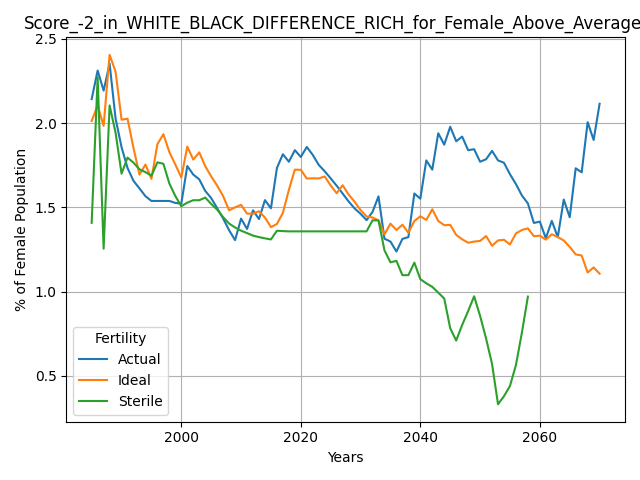 Score_-2_in_WHITE_BLACK_DIFFERENCE_RICH_for_Female_Above_Average
% of Female Population
2.5
2.0
1.5
1.0
0.5
Fertility
Actual
Ideal
Sterile
2000
2020
2040
2060
Years